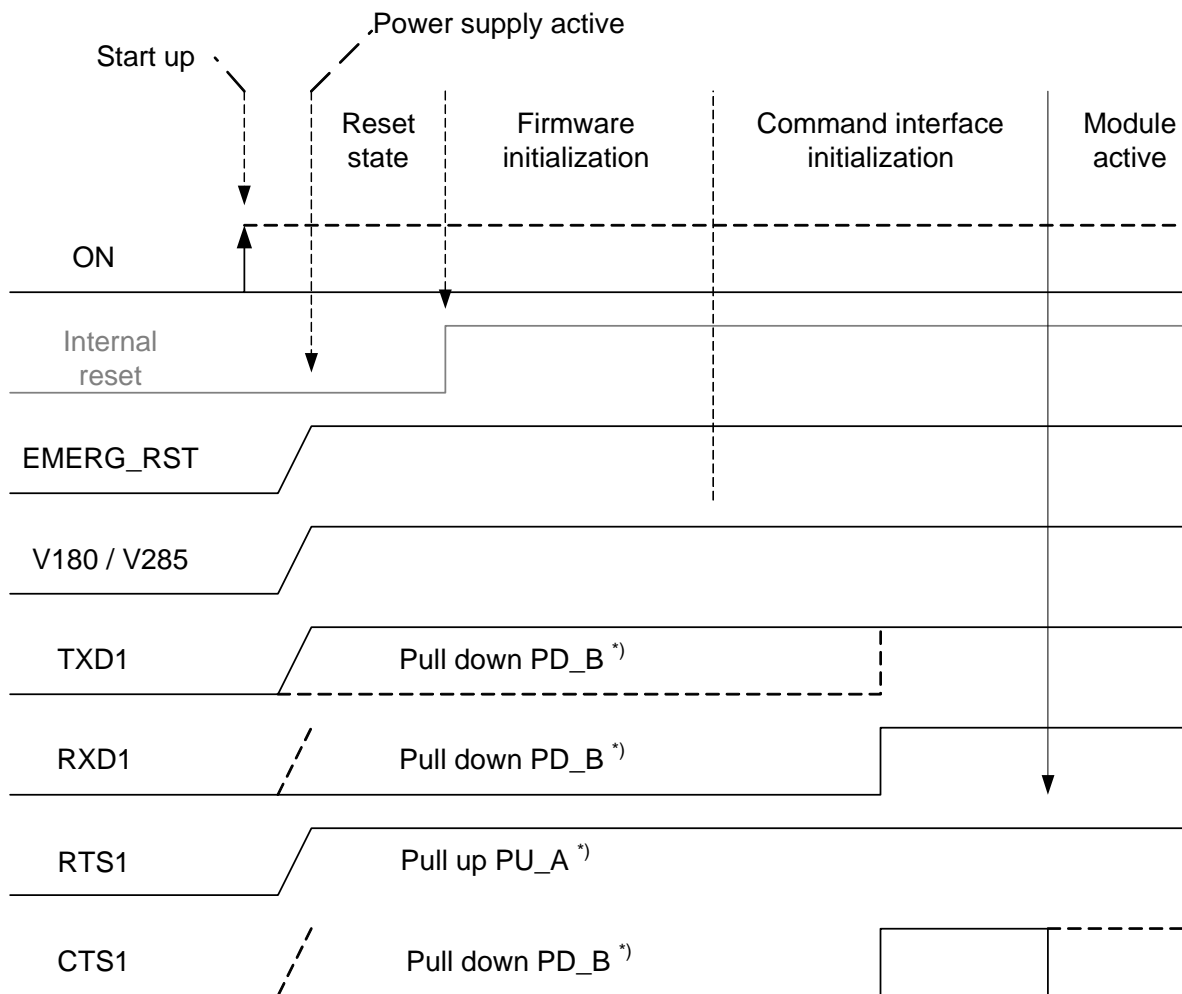 Power supply active
Start up
Reset
state
Firmware
initialization
Command interface
initialization
Module
active
ON
Internal
reset
EMERG_RST
V180 / V285
TXD1
Pull down PD_B *)
RXD1
Pull down PD_B *)
RTS1
Pull up PU_A *)
CTS1
Pull down PD_B *)